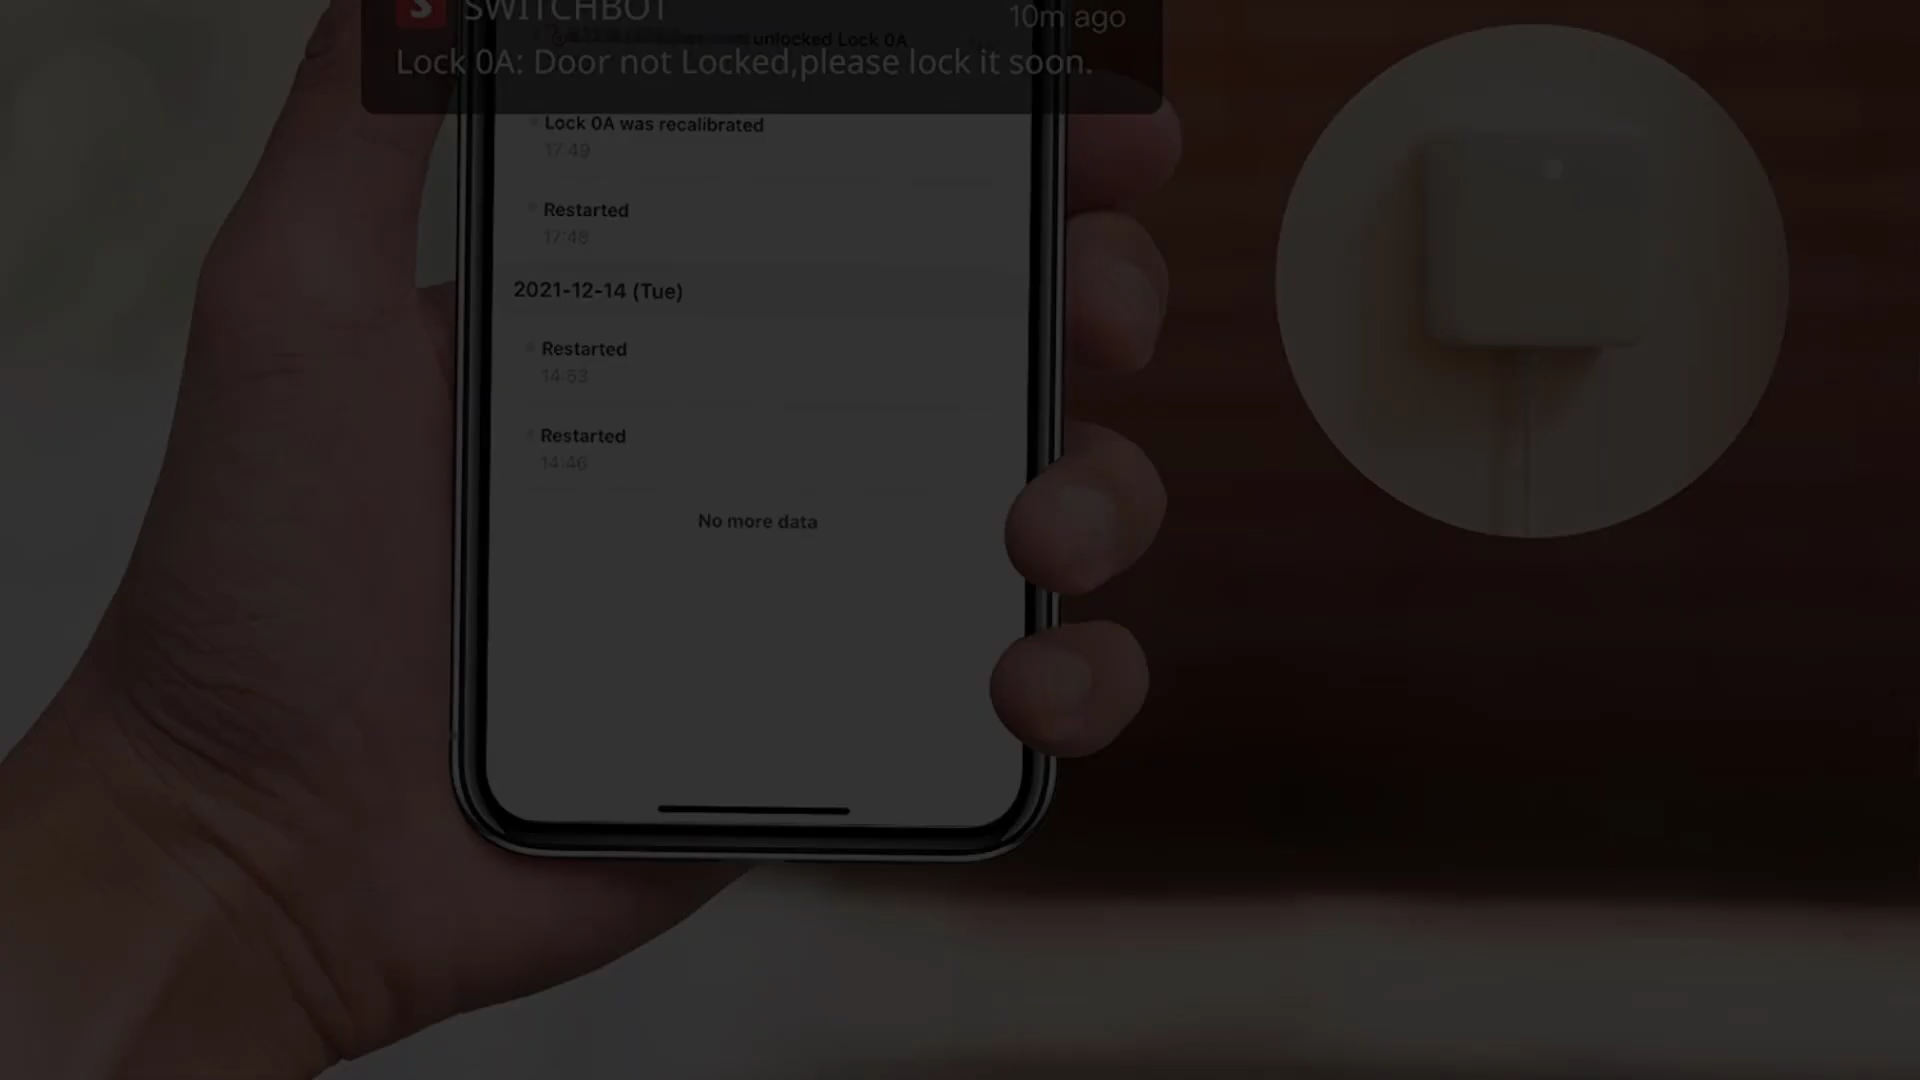 S SWITCHBOT
10m ago
unlocked Lock 0A
Lock 0A: Door not Locked,please lock it soon.
Lock 0A was recalibrated
17:49
Restarted
17:48
2021-12-14 (Tue)
Restarted
14:53
Restarted
14:46
No more data